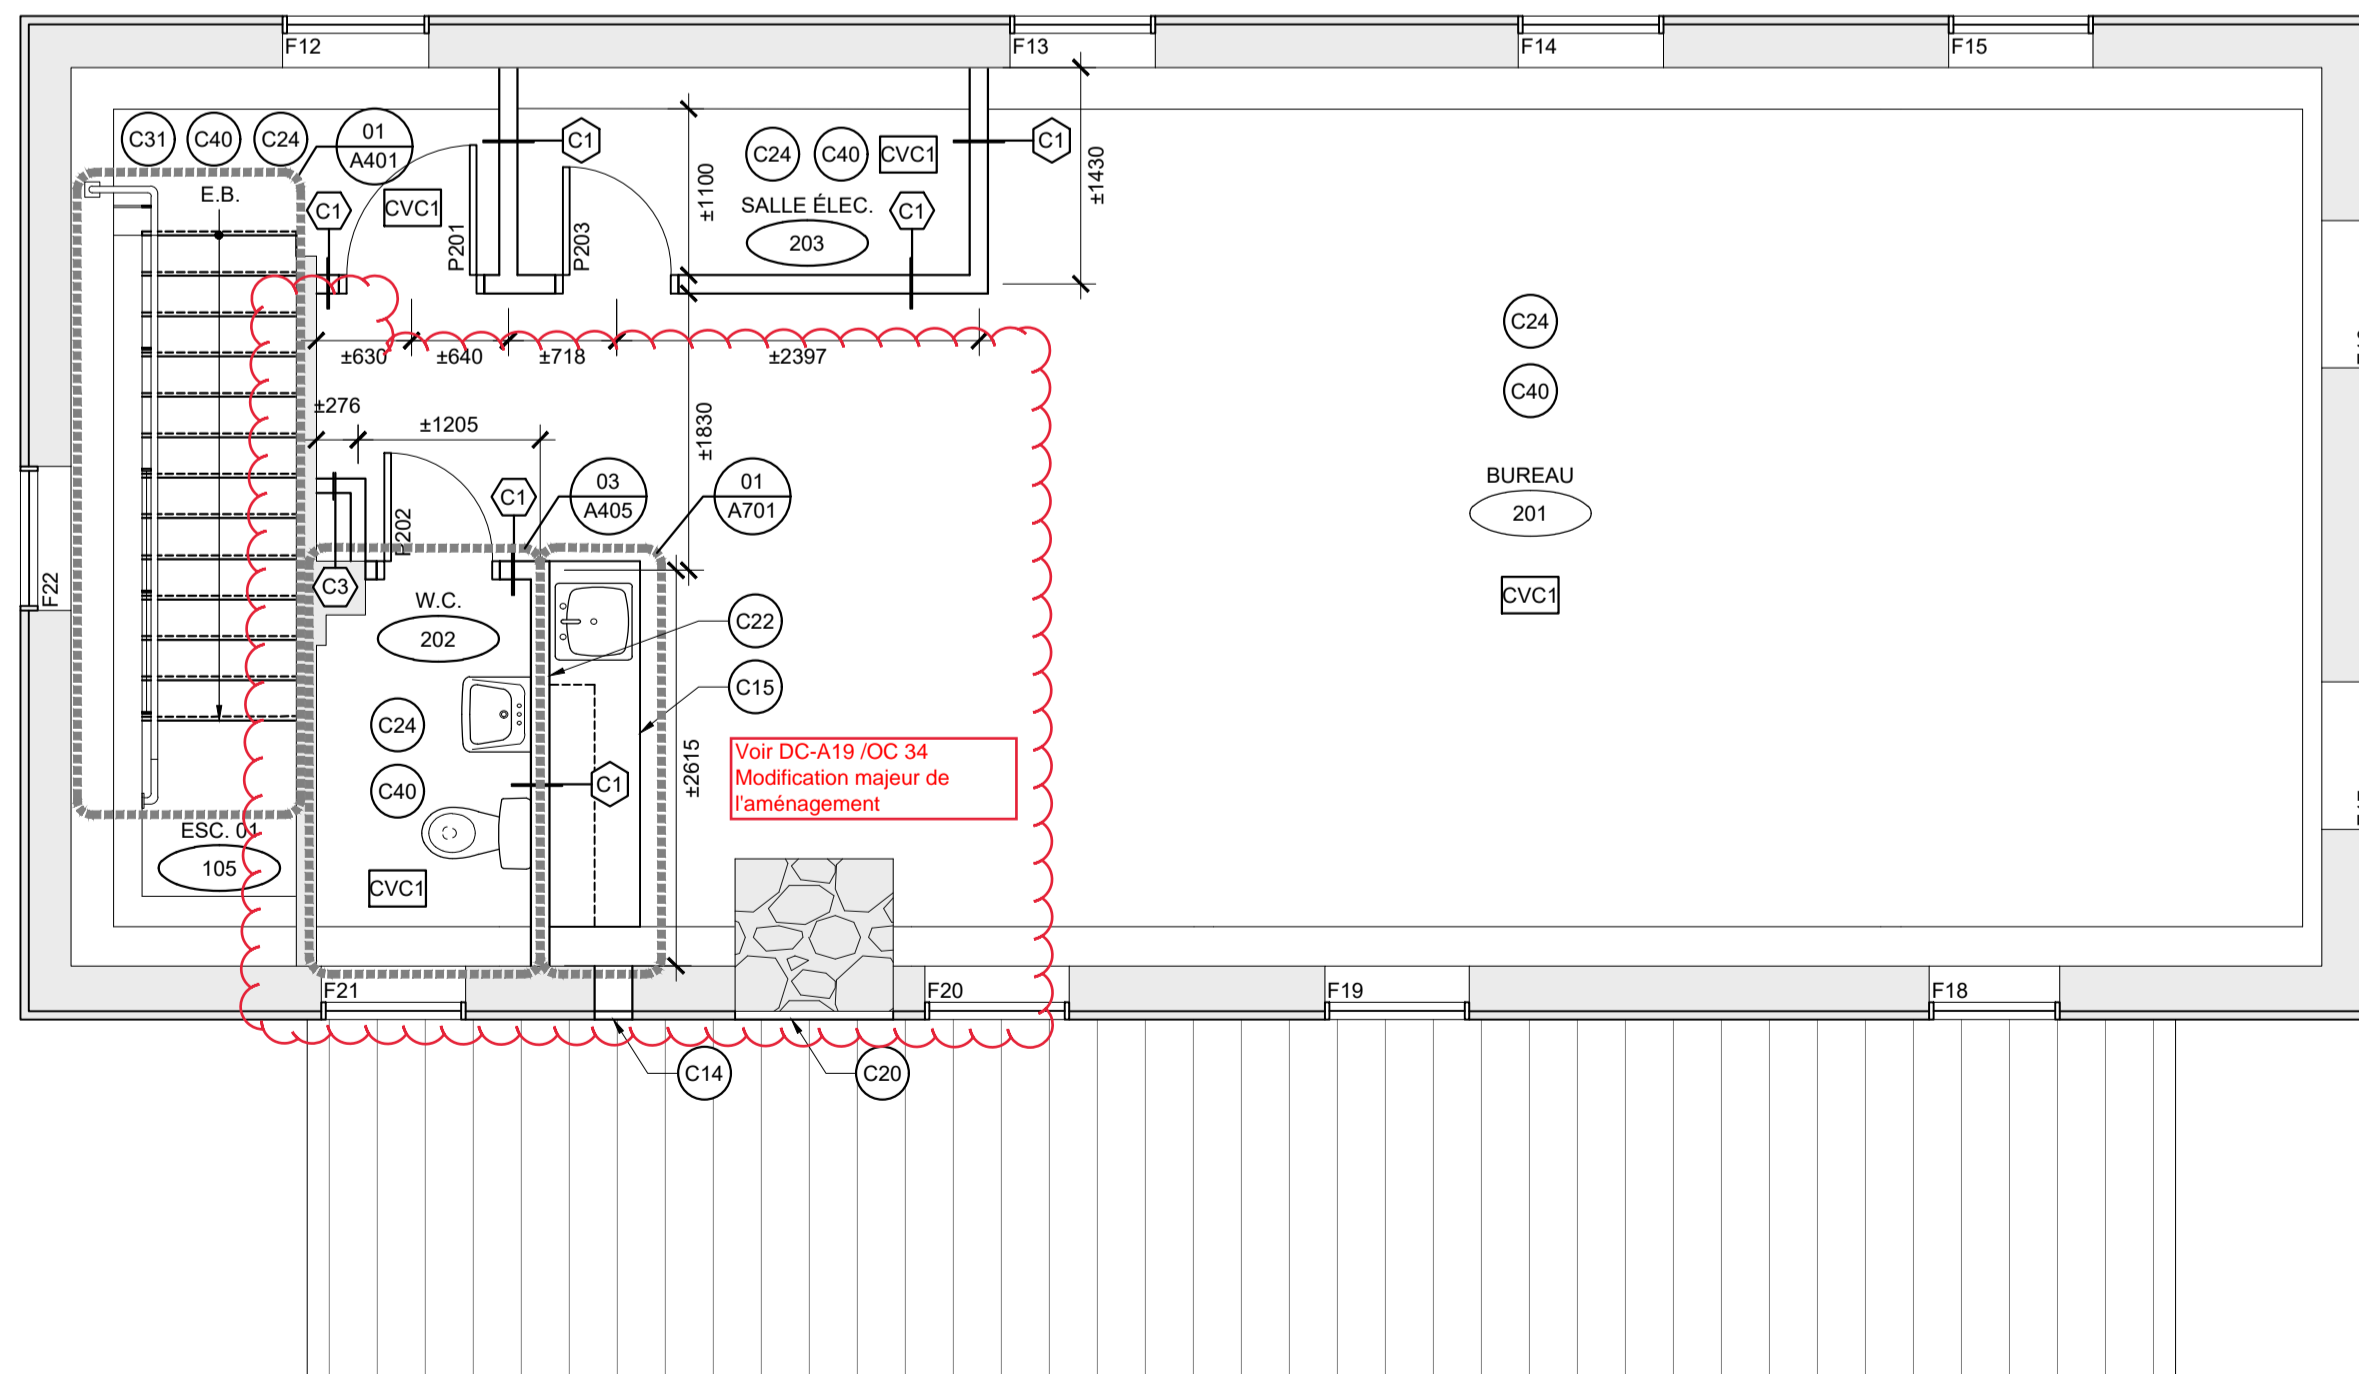 F12
F13
F14
F15
C31
C40
C24
01
A401
C1
C24
C40
CVC1
C1
E.B.
C1
CVC1
P201
P203
±1100
SALLE ÉLEC.
203
C1
±1430
±630
±640
±718
±2397
C24
C40
BUREAU
201
CVC1
±276
±1205
±1830
C1
03
A405
01
A701
P202
C3
F22
W.C.
202
C22
C15
C24
C40
C1
±2615
Voir DC-A19 /OC 34
Modification majeur de
l'aménagement
ESC. 01
105
CVC1
F21
F20
F19
F18
C14
C20